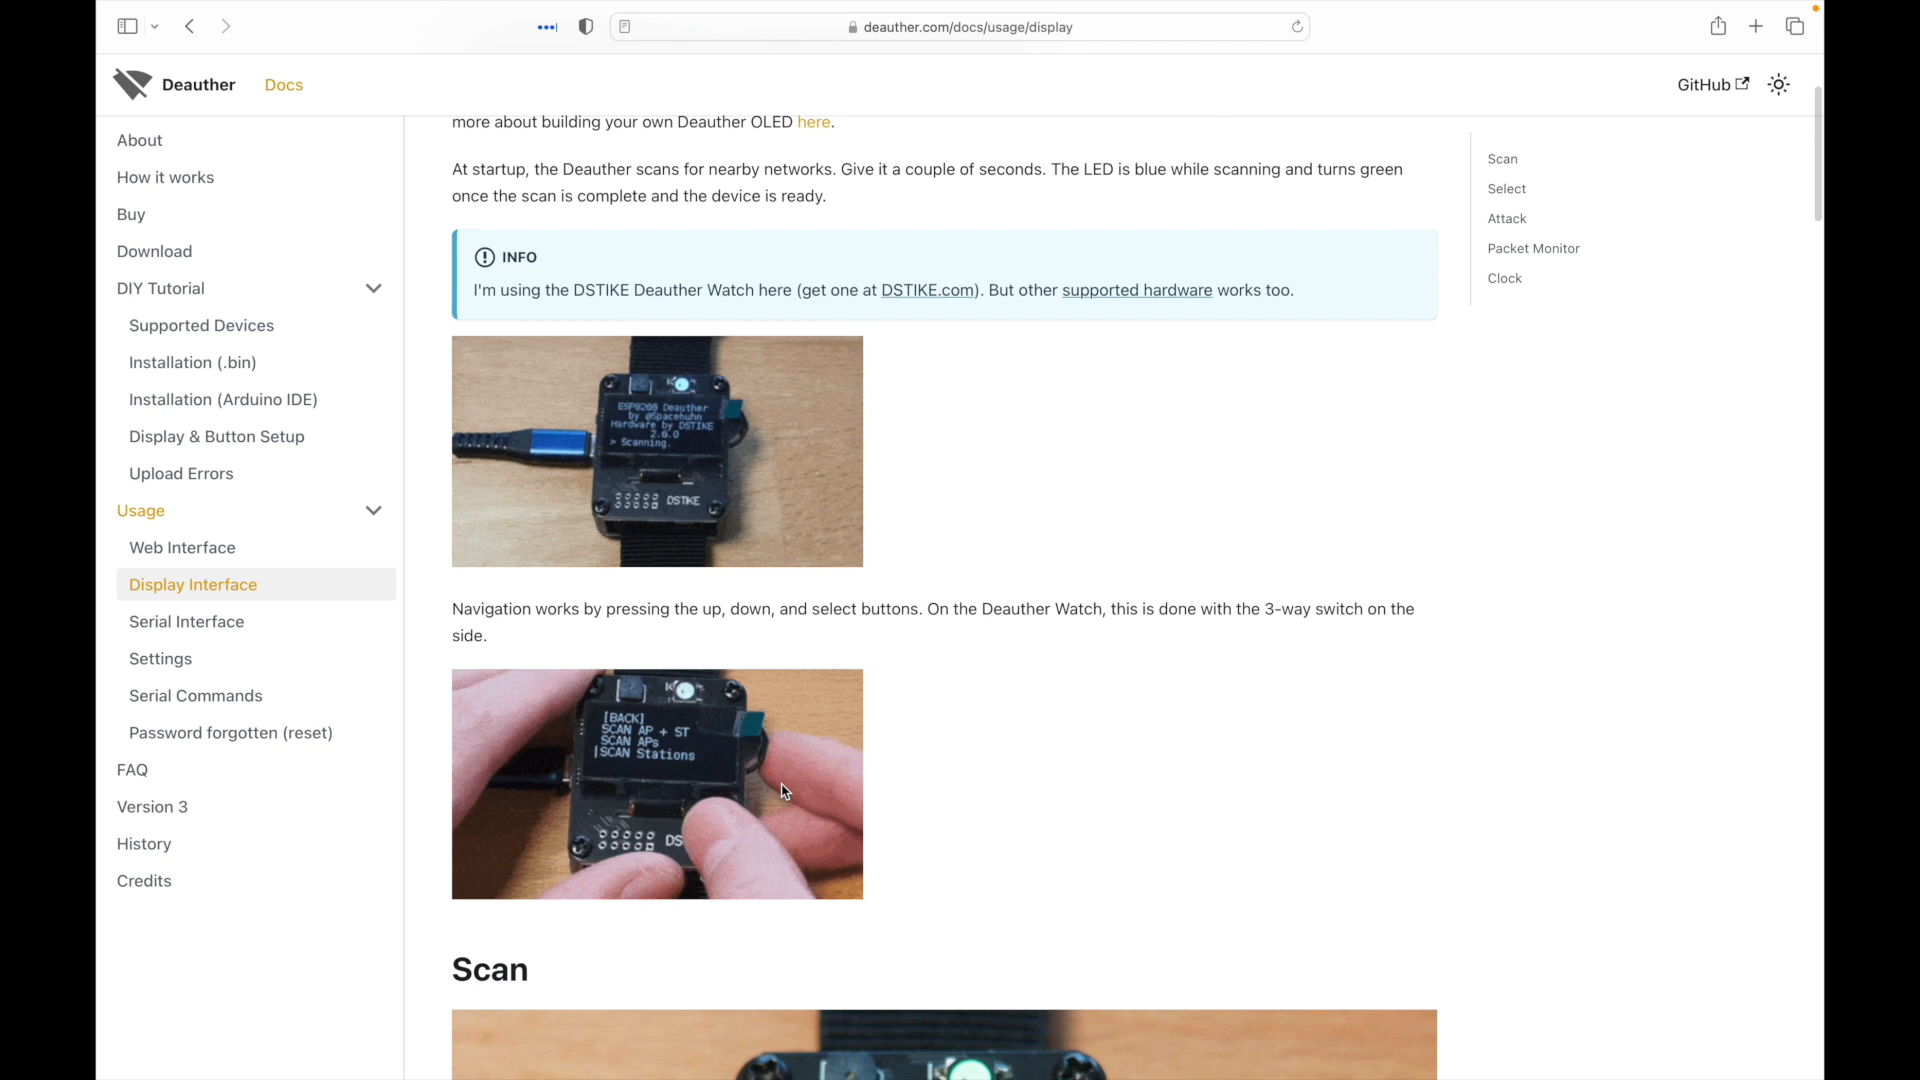 deauther.com/docs/usage/display
Deauther
Docs
GitHub
About
How it works
Buy
Download
DIY Tutorial
Supported Devices
Installation (.bin)
Installation (Arduino IDE)
Display & Button Setup
Upload Errors
Usage
Web Interface
Display Interface
Serial Interface
Settings
Serial Commands
Password forgotten (reset)
FAQ
Version 3
History
Credits
more about building your own Deauther OLED here.
At startup, the Deauther scans for nearby networks. Give it a couple of seconds. The LED is blue while scanning and turns green
once the scan is complete and the device is ready.
INFO
I'm using the DSTIKE Deauther Watch here (get one at DSTIKE.com). But other supported hardware works too.
ESP8266 Deauther
by @Spacehuhn
Hardware by DSTIKE
2.6.0
> Scanning.
DSTIKE
Navigation works by pressing the up, down, and select buttons. On the Deauther Watch, this is done with the 3-way switch on the
side.
[BACK]
SCAN AP + ST
SCAN APs
SCAN Stations
DS
Scan
Scan
Select
Attack
Packet Monitor
Clock